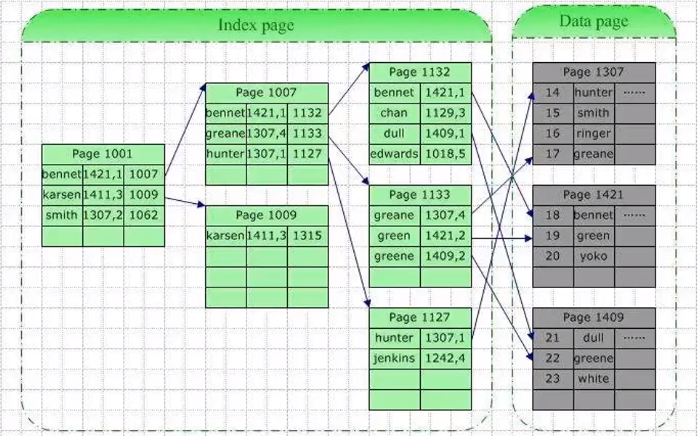 Index page
Data page
Page 1001
bennet 1421,1 1007
karsen 1411,3 1009
smith 1307,2 1062
Page 1007
bennet 1421,1 1132
greane 1307,4 1133
hunter 1307,1 1127
Page 1009
karsen 1411,3 1315
Page 1132
bennet 1421,1
chan 1129,3
dull 1409,1
edwards 1018,5
Page 1133
greane 1307,4
green 1421,2
greene 1409,2
Page 1127
hunter 1307,1
jenkins 1242,4
Page 1307
14 hunter ······
15 smith
16 ringer
17 greane
Page 1421
18 bennet ······
19 green
20 yoko
Page 1409
21 dull ······
22 greene
23 white